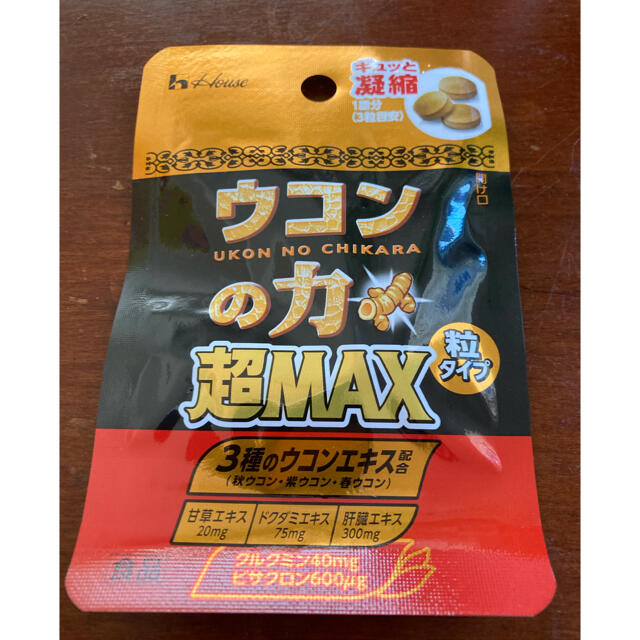 House
キュッと
凝縮
1回分
(3粒目安)
開け口
ウコン
UKON NO CHIKARA
の力
超MAX
粒
タイプ
3種のウコンエキス配合
(秋ウコン・紫ウコン・春ウコン)
甘草エキス
20mg
ドクダミエキス
75mg
肝臓エキス
300mg
クルクミン40mg
ビサクロン600μg
食品